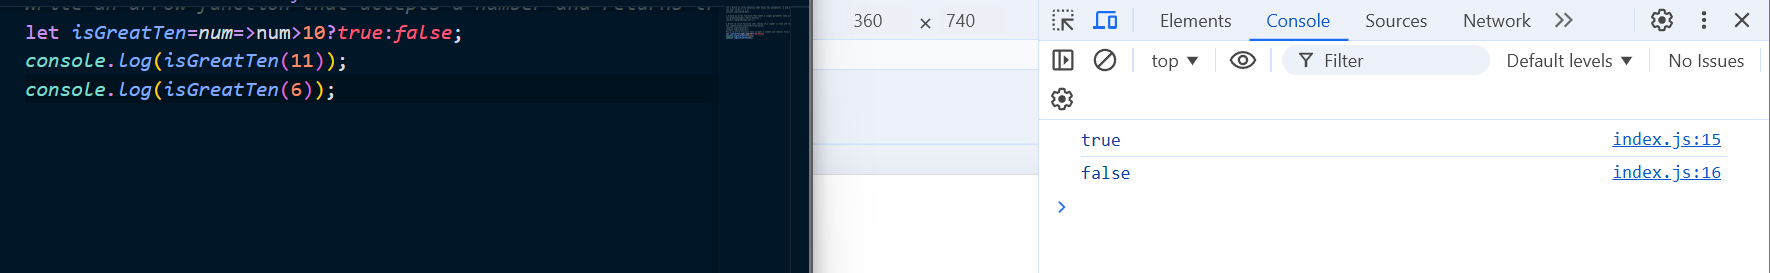 let isGreatTen=num=>num>10?true:false;
console.log(isGreatTen(11));
console.log(isGreatTen(6));
360 × 740
Elements Console Sources Network
top ▼ Filter Default levels ▼ No Issues
true index.js:15
false index.js:16